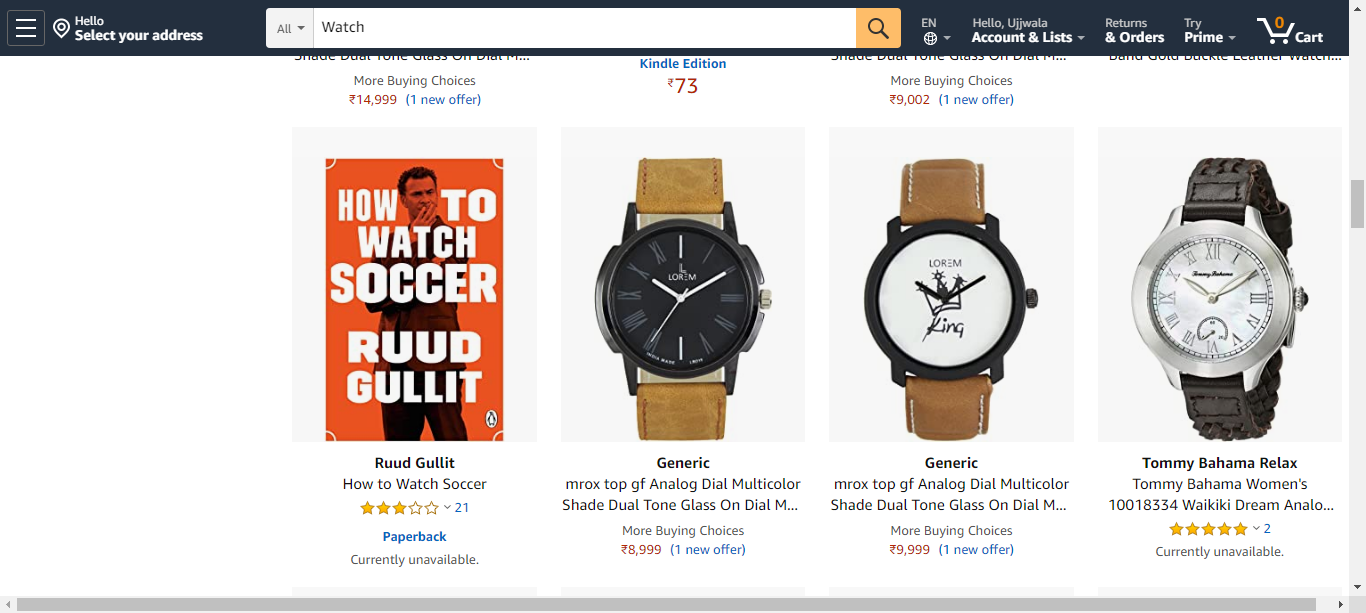 Hello
Select your address
All
Watch
EN
Hello, Ujjwala
Account & Lists
Returns
& Orders
Try
Prime
0
Cart
Shade Dual Tone Glass On Dial M...
More Buying Choices
₹14,999 (1 new offer)
Kindle Edition
₹73
Shade Dual Tone Glass On Dial M...
More Buying Choices
₹9,002 (1 new offer)
Band Gold Buckle Leather Watch...
HOW TO
WATCH
SOCCER
RUUD
GULLIT
Ruud Gullit
How to Watch Soccer
21
Paperback
Currently unavailable.
LOREM
INDIA MADE
Generic
mrox top gf Analog Dial Multicolor
Shade Dual Tone Glass On Dial M...
More Buying Choices
₹8,999 (1 new offer)
LOREM
King
Generic
mrox top gf Analog Dial Multicolor
Shade Dual Tone Glass On Dial M...
More Buying Choices
₹9,999 (1 new offer)
Tommy Bahama
Tommy Bahama Relax
Tommy Bahama Women's
10018334 Waikiki Dream Analo...
2
Currently unavailable.